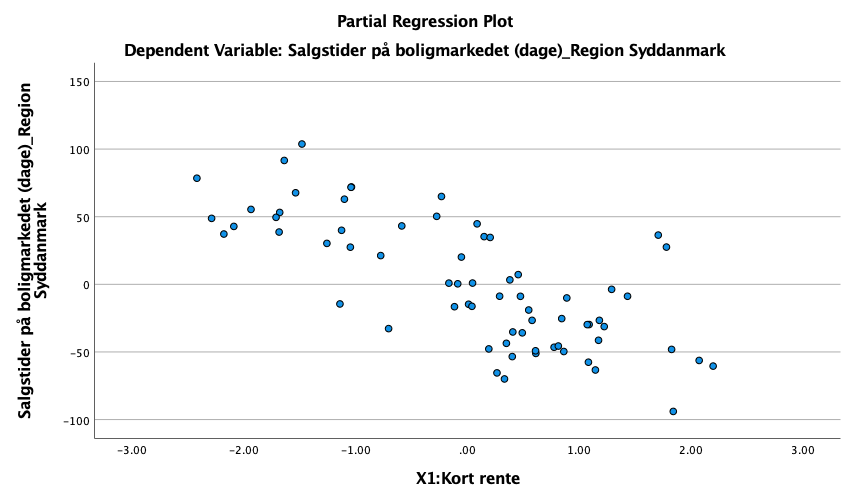 Partial Regression Plot
Dependent Variable: Salgstider på boligmarkedet (dage)_Region Syddanmark
Salgstider på boligmarkedet (dage)_Region
Syddanmark
150
100
50
0
-50
-100
-3.00
-2.00
-1.00
.00
1.00
2.00
3.00
X1:Kort rente